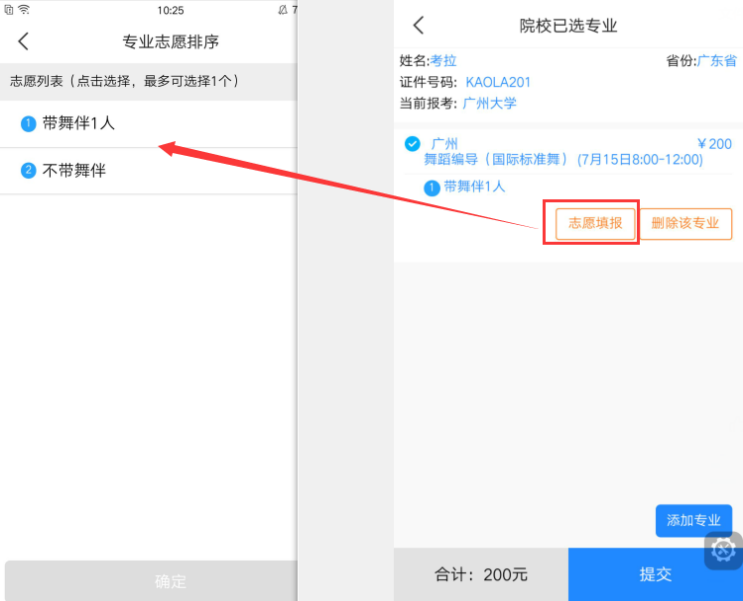 10:25
7
专业志愿排序
志愿列表（点击选择，最多可选择1个）
1 带舞伴1人
2 不带舞伴
确定
院校已选专业
姓名:考拉 省份:广东省
证件号码: KAOLA201
当前报考: 广州大学
广州 ￥200
舞蹈编导（国际标准舞）(7月15日8:00-12:00)
1 带舞伴1人
志愿填报 删除该专业
添加专业
合计：200元 提交